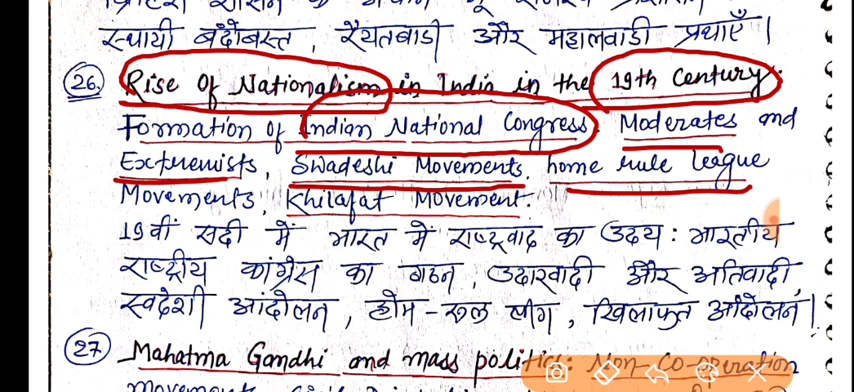 स्थायी बंदोबस्त, रैयतबाडी और महालवाडी प्रथाएँ।
26. Rise Of Nationalism in India in the 19th Century:
Formation of Indian National Congress. Moderates and
Extremists, Swadeshi Movements, home rule league
Movements, Khilafat Movement.
19वीं सदी में भारत में राष्ट्रवाद का उदय: भारतीय
राष्ट्रीय कांग्रेस का गठन, उदारवादी और अतिवादी,
स्वदेशी आंदोलन, होम-रूल लीग, खिलाफत आंदोलन।
27 Mahatma Gandhi and mass politics: Non Co-operation